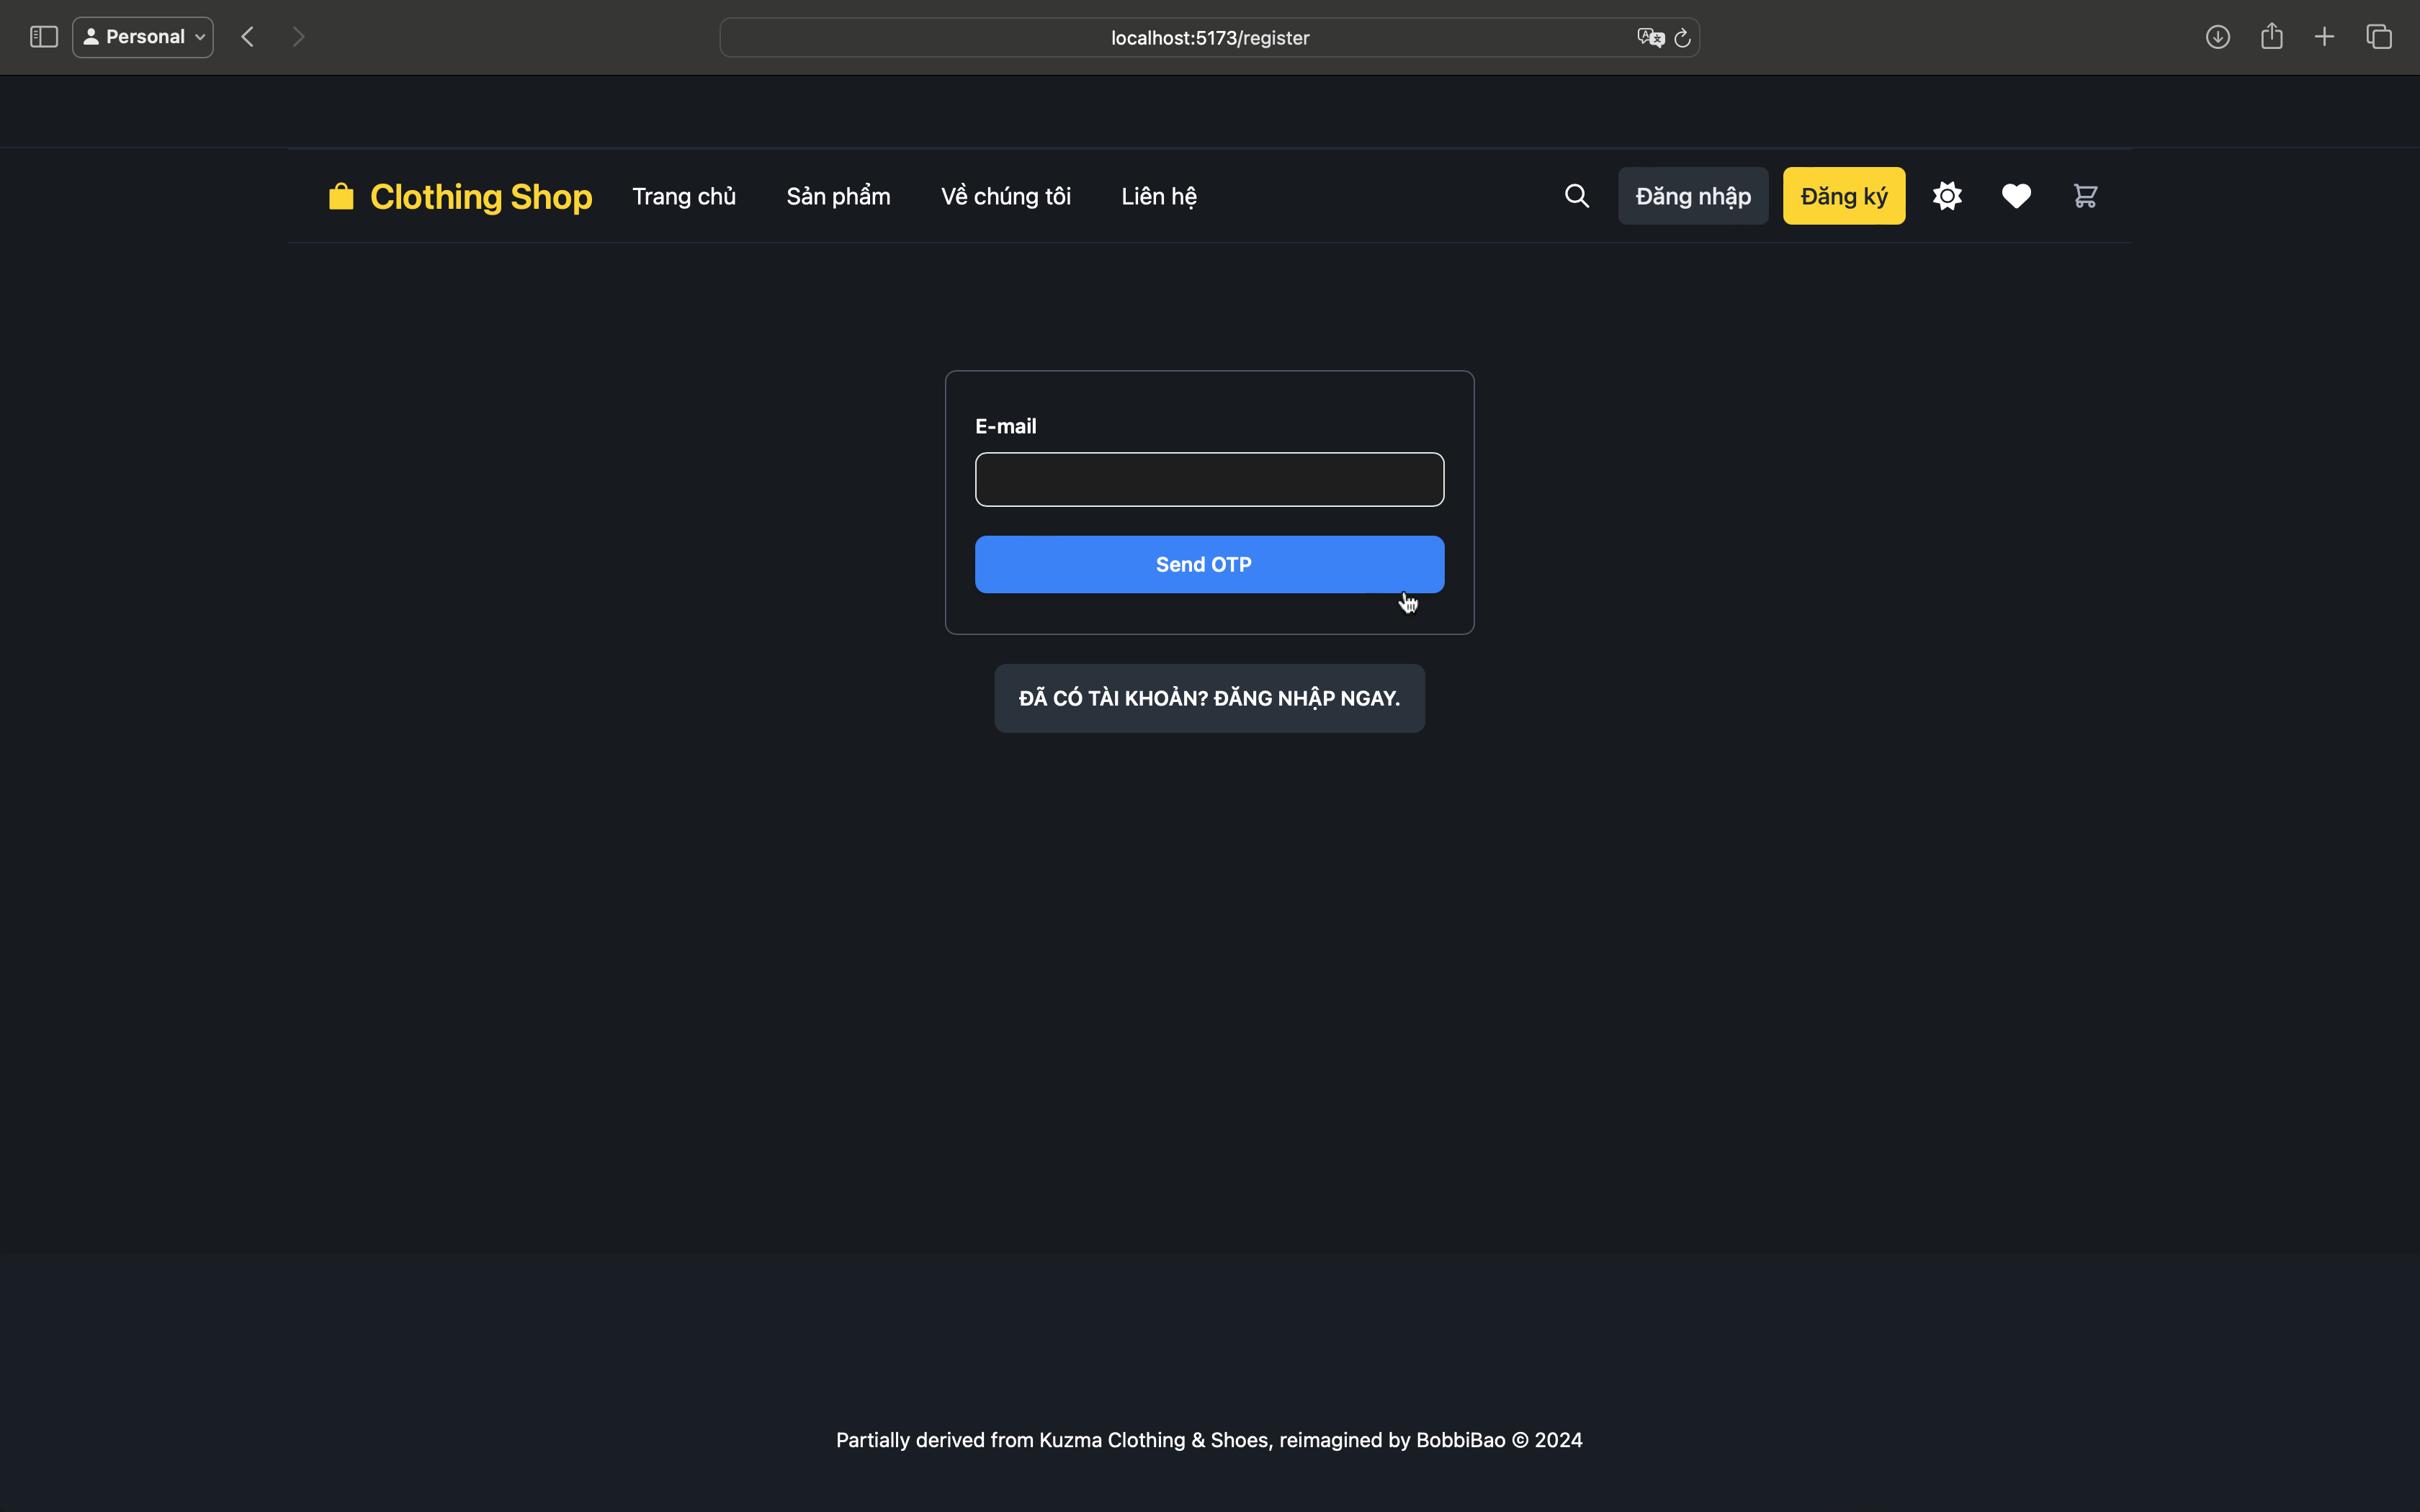 Personal
localhost:5173/register
Clothing Shop
Trang chủ
Sản phẩm
Về chúng tôi
Liên hệ
Đăng nhập
Đăng ký
E-mail
Send OTP
ĐÃ CÓ TÀI KHOẢN? ĐĂNG NHẬP NGAY.
Partially derived from Kuzma Clothing & Shoes, reimagined by BobbiBao © 2024